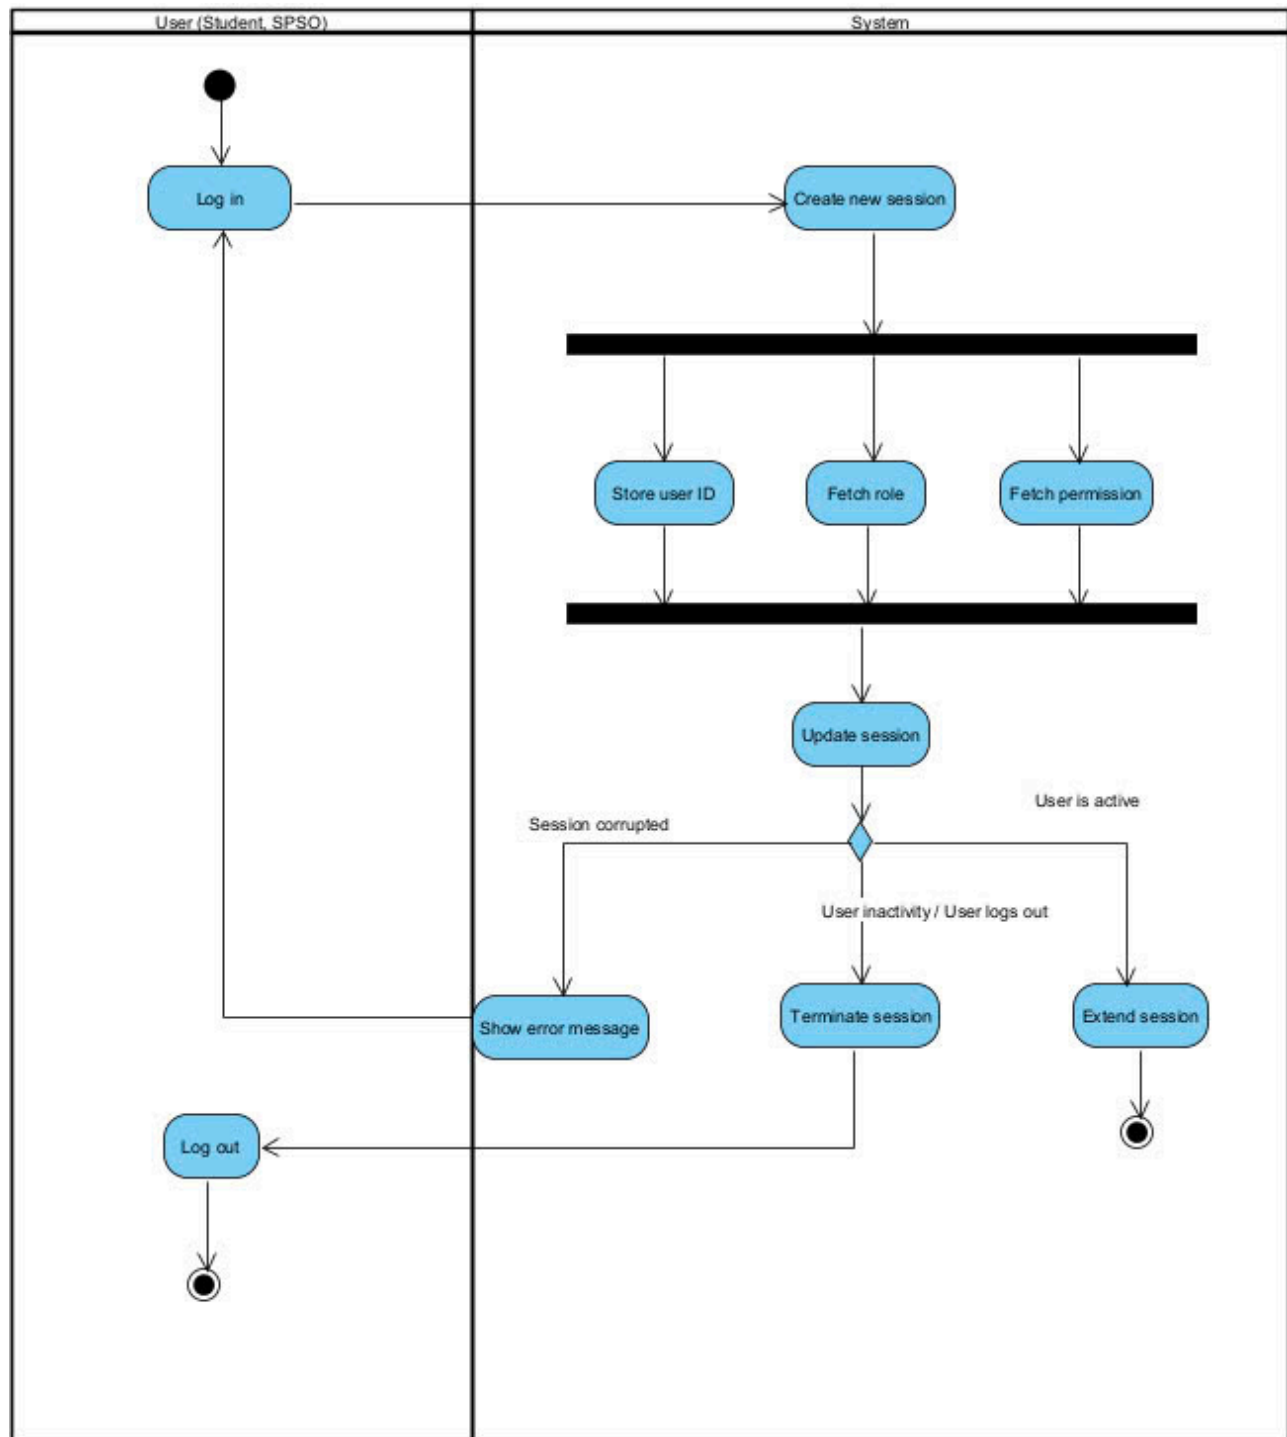 User (Student, SPSO)
System
Log in
Create new session
Store user ID
Fetch role
Fetch permission
Update session
User is active
Session corrupted
User inactivity / User logs out
Show error message
Terminate session
Extend session
Log out